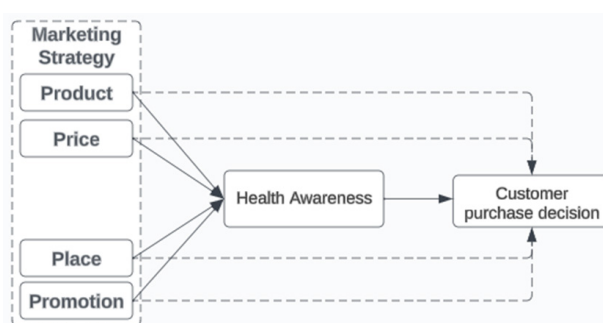 Marketing
Strategy
Product
Price
Health Awareness
Customer
purchase decision
Place
Promotion